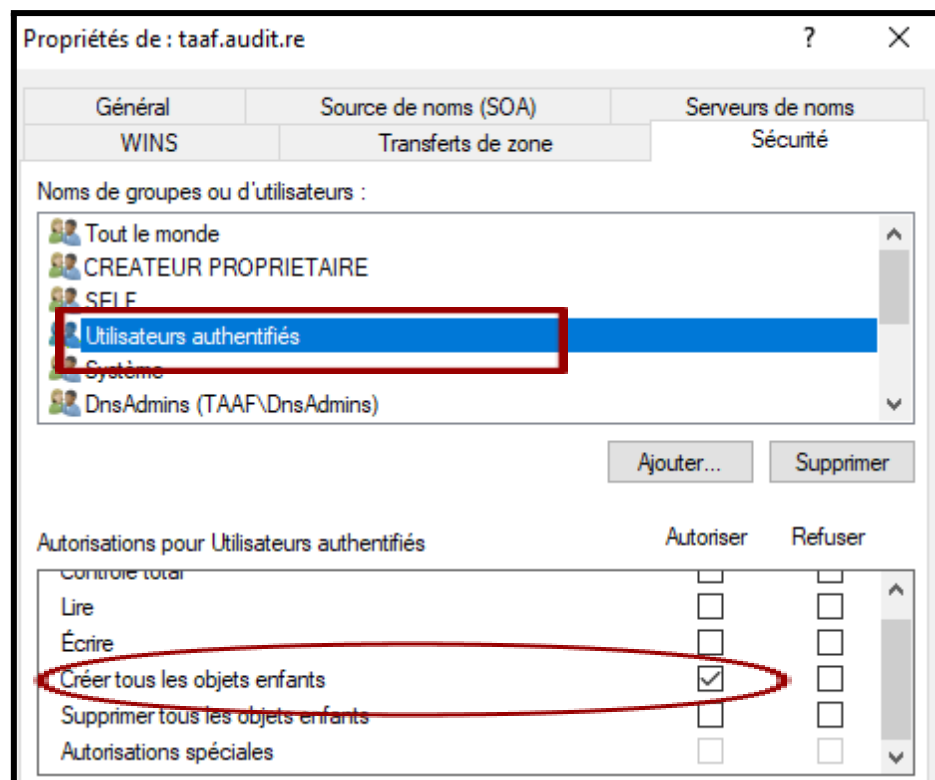 Propriétés de : taaf.audit.re ? ×
Général Source de noms (SOA) Serveurs de noms
WINS Transferts de zone Sécurité
Noms de groupes ou d'utilisateurs :
Tout le monde
CREATEUR PROPRIETAIRE
SELF
Utilisateurs authentifiés
Système
DnsAdmins (TAAF\DnsAdmins)
Ajouter... Supprimer
Autorisations pour Utilisateurs authentifiés Autoriser Refuser
Contrôle total
Lire
Écrire
Créer tous les objets enfants
Supprimer tous les objets enfants
Autorisations spéciales